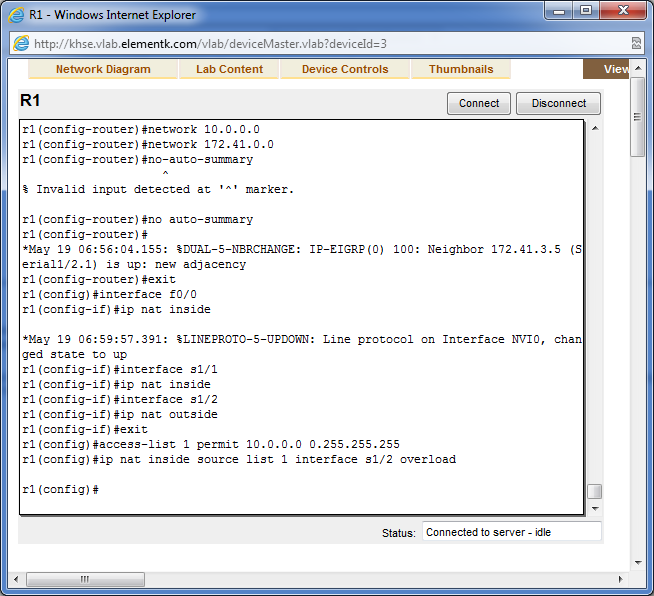 R1 - Windows Internet Explorer
http://khse.vlab.elementk.com/vlab/deviceMaster.vlab?deviceId=3
Network Diagram Lab Content Device Controls Thumbnails View
R1
Connect Disconnect
r1(config-router)#network 10.0.0.0
r1(config-router)#network 172.41.0.0
r1(config-router)#no-auto-summary
^
% Invalid input detected at '^' marker.
r1(config-router)#no auto-summary
r1(config-router)#
*May 19 06:56:04.155: %DUAL-5-NBRCHANGE: IP-EIGRP(0) 100: Neighbor 172.41.3.5 (S
erial1/2.1) is up: new adjacency
r1(config-router)#exit
r1(config)#interface f0/0
r1(config-if)#ip nat inside
*May 19 06:59:57.391: %LINEPROTO-5-UPDOWN: Line protocol on Interface NVI0, chan
ged state to up
r1(config-if)#interface s1/1
r1(config-if)#ip nat inside
r1(config-if)#interface s1/2
r1(config-if)#ip nat outside
r1(config-if)#exit
r1(config)#access-list 1 permit 10.0.0.0 0.255.255.255
r1(config)#ip nat inside source list 1 interface s1/2 overload
r1(config)#
Status: Connected to server - idle